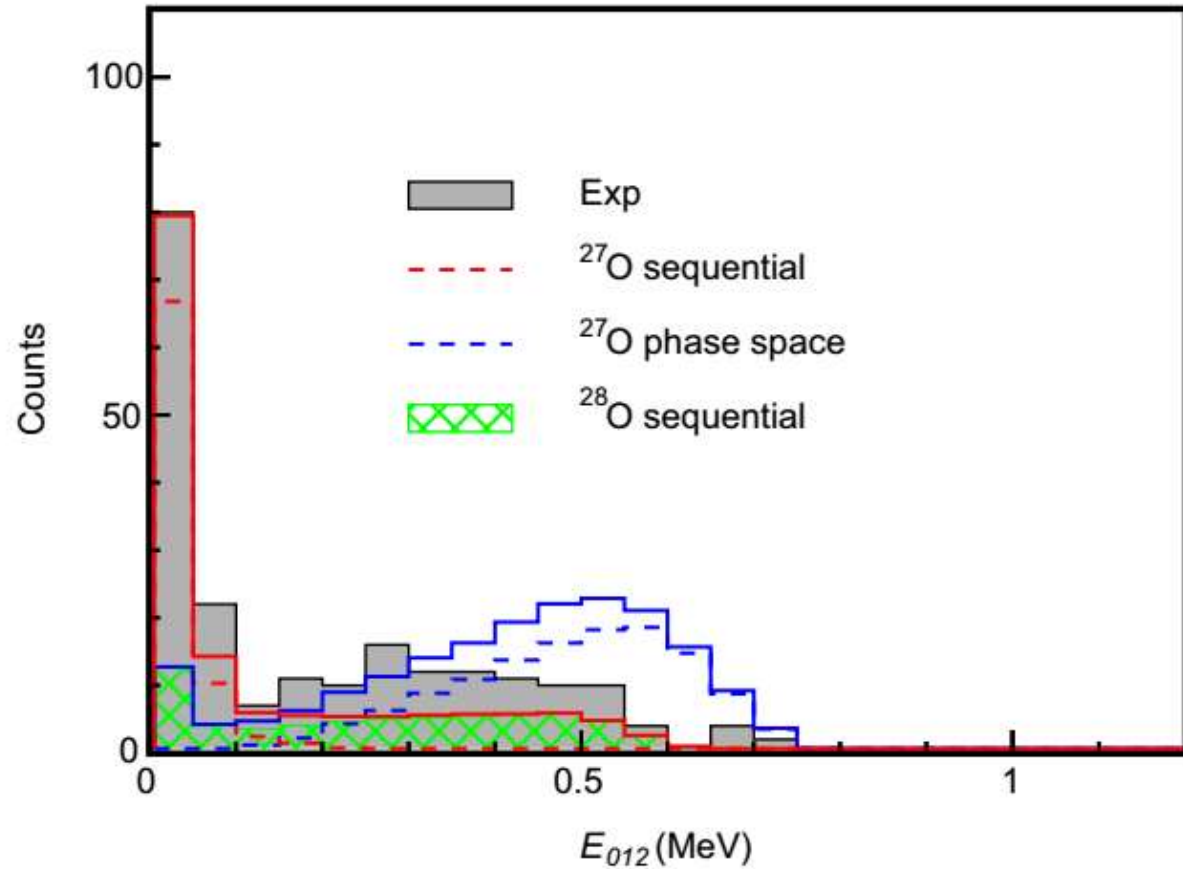 100
50
0
Counts
Exp
²⁷O sequential
²⁷O phase space
²⁸O sequential
0
0.5
1
E₀₁₂ (MeV)